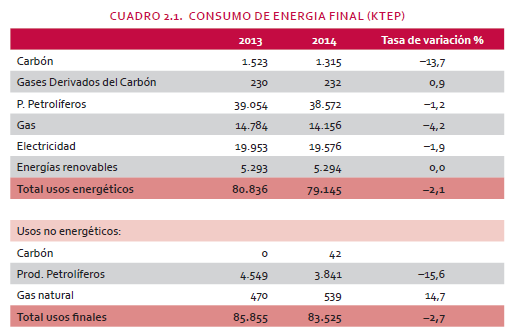 CUADRO 2.1. CONSUMO DE ENERGIA FINAL (KTEP)
2013 2014 Tasa de variación %
Carbón 1.523 1.315 –13,7
Gases Derivados del Carbón 230 232 0,9
P. Petrolíferos 39.054 38.572 –1,2
Gas 14.784 14.156 –4,2
Electricidad 19.953 19.576 –1,9
Energías renovables 5.293 5.294 0,0
Total usos energéticos 80.836 79.145 –2,1
Usos no energéticos:
Carbón 0 42
Prod. Petrolíferos 4.549 3.841 –15,6
Gas natural 470 539 14,7
Total usos finales 85.855 83.525 –2,7